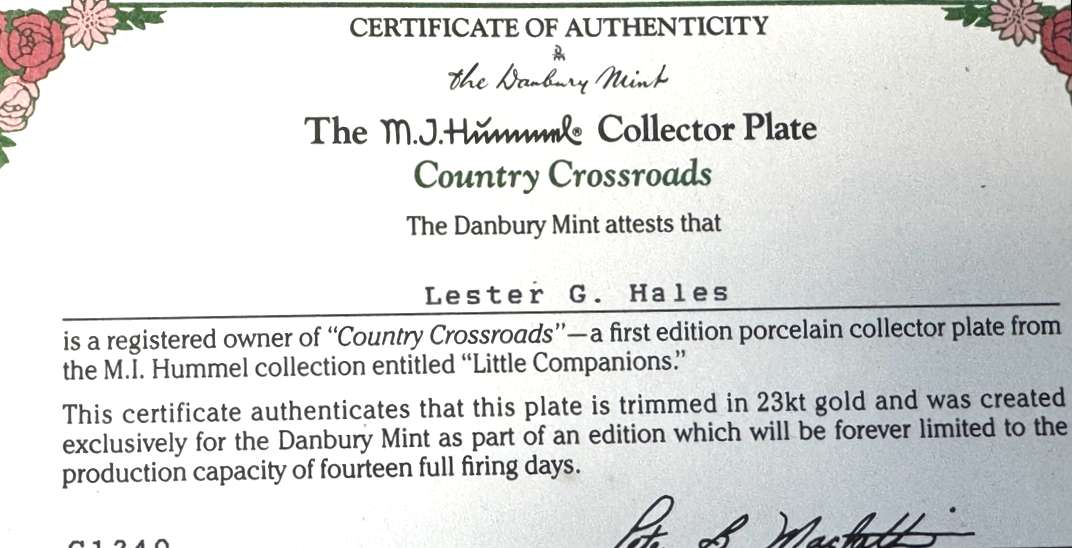 CERTIFICATE OF AUTHENTICITY
the Danbury Mint
The M.J.Hümmel® Collector Plate
Country Crossroads
The Danbury Mint attests that
Lester G. Hales
is a registered owner of “Country Crossroads”—a first edition porcelain collector plate from
the M.I. Hummel collection entitled “Little Companions.”
This certificate authenticates that this plate is trimmed in 23kt gold and was created
exclusively for the Danbury Mint as part of an edition which will be forever limited to the
production capacity of fourteen full firing days.